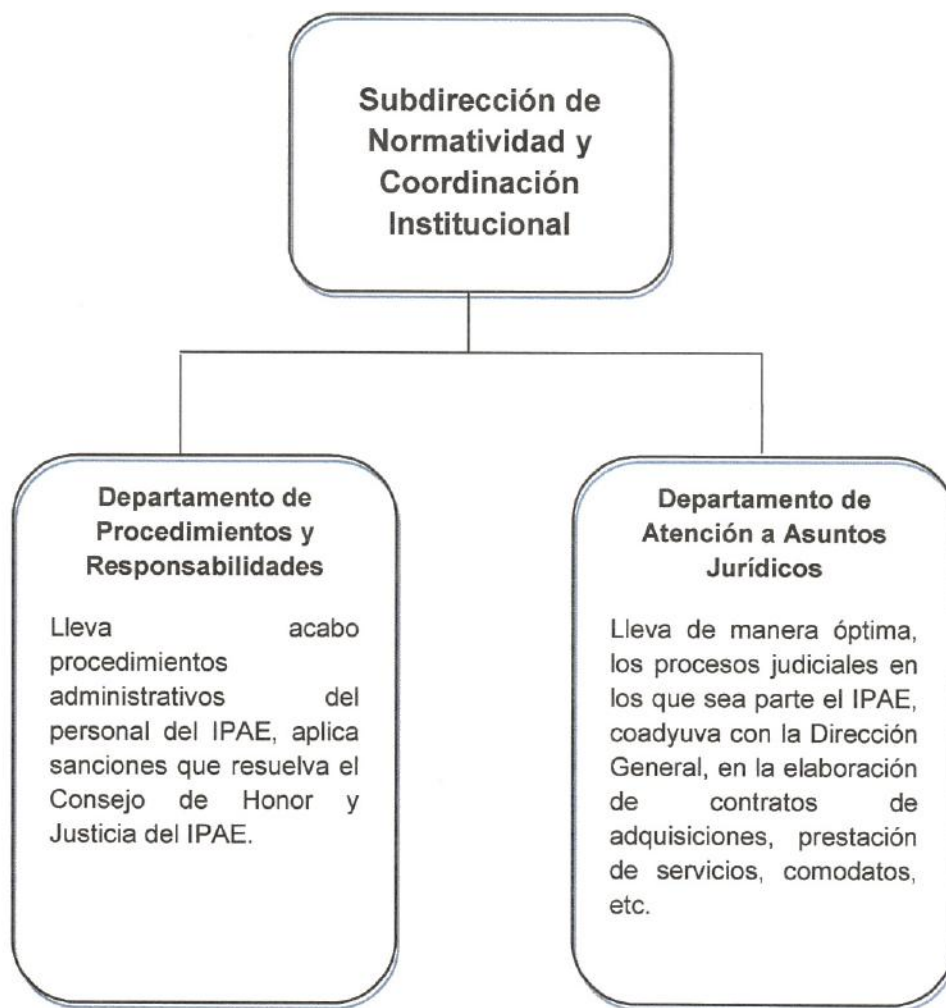 Subdirección de
Normatividad y
Coordinación
Institucional
Departamento de
Procedimientos y
Responsabilidades
Lleva acabo
procedimientos
administrativos del
personal del IPAE, aplica
sanciones que resuelva el
Consejo de Honor y
Justicia del IPAE.
Departamento de
Atención a Asuntos
Jurídicos
Lleva de manera óptima,
los procesos judiciales en
los que sea parte el IPAE,
coadyuva con la Dirección
General, en la elaboración
de contratos de
adquisiciones, prestación
de servicios, comodatos,
etc.